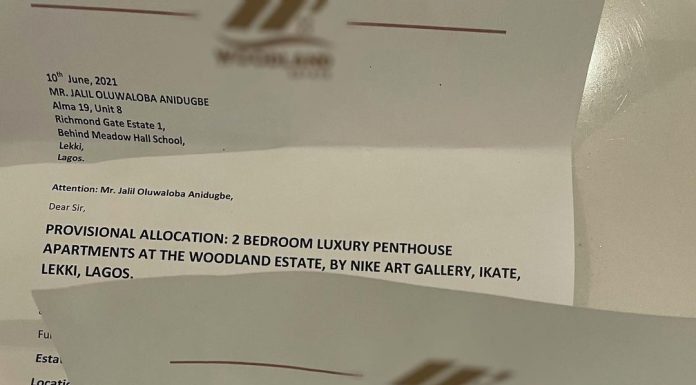 WOODLAND
10th June, 2021
MR. JALIL OLUWALOBA ANIDUGBE
Alma 19, Unit 8
Richmond Gate Estate 1,
Behind Meadow Hall School,
Lekki,
Lagos.
Attention: Mr. Jalil Oluwaloba Anidugbe,
Dear Sir,
PROVISIONAL ALLOCATION: 2 BEDROOM LUXURY PENTHOUSE
APARTMENTS AT THE WOODLAND ESTATE, BY NIKE ART GALLERY, IKATE,
LEKKI, LAGOS.